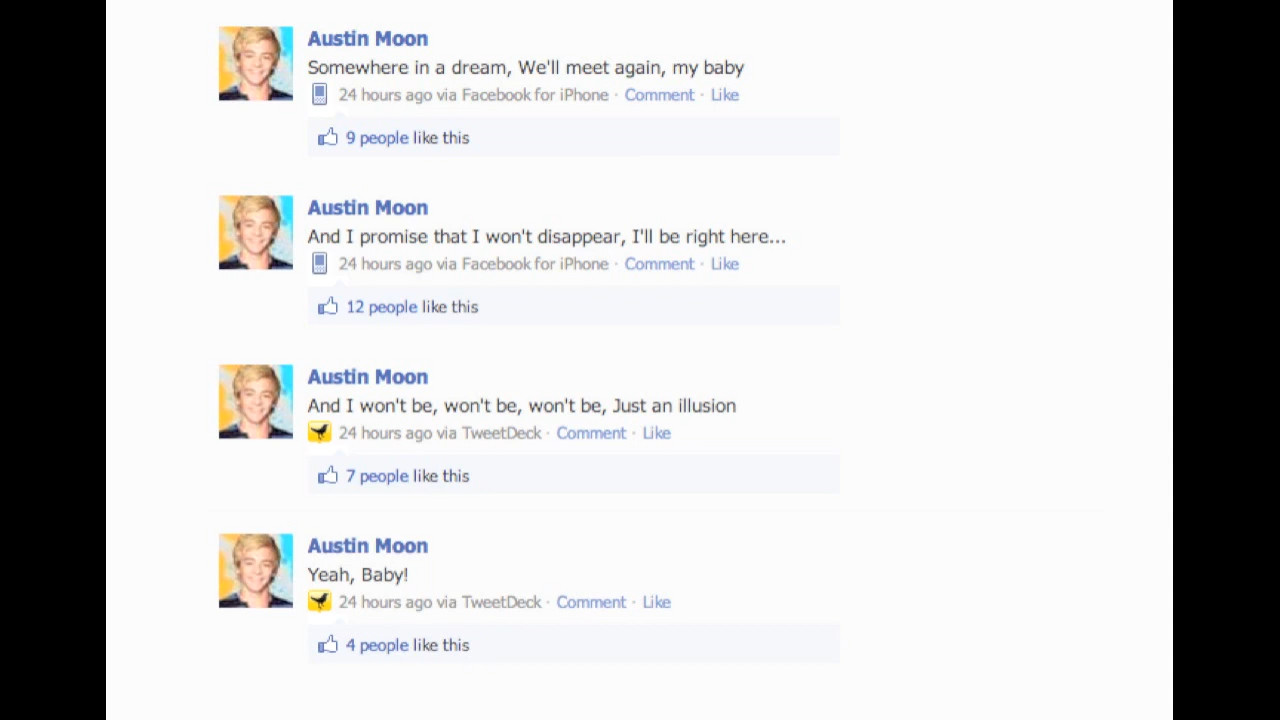 Austin Moon
Somewhere in a dream, We'll meet again, my baby
24 hours ago via Facebook for iPhone · Comment · Like
9 people like this
Austin Moon
And I promise that I won't disappear, I'll be right here...
24 hours ago via Facebook for iPhone · Comment · Like
12 people like this
Austin Moon
And I won't be, won't be, won't be, Just an illusion
24 hours ago via TweetDeck · Comment · Like
7 people like this
Austin Moon
Yeah, Baby!
24 hours ago via TweetDeck · Comment · Like
4 people like this